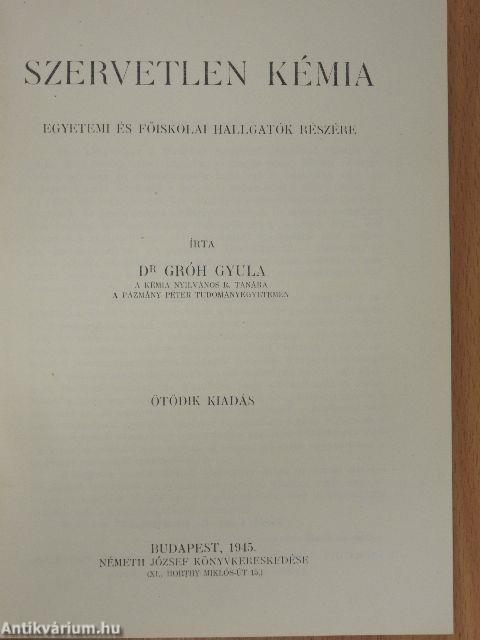 SZERVETLEN KÉMIA
EGYETEMI ÉS FŐISKOLAI HALLGATÓK RÉSZÉRE
ÍRTA
DR GRÓH GYULA
A KÉMIA NYILVÁNOS R. TANÁRA
A PÁZMÁNY PÉTER TUDOMÁNYEGYETEMEN
ÖTÖDIK KIADÁS
BUDAPEST, 1945.
NÉMETH JÓZSEF KÖNYVKERESKEDÉSE
(XI., HORTHY MIKLÓS-ÚT 15.)
Antikvárium.hu